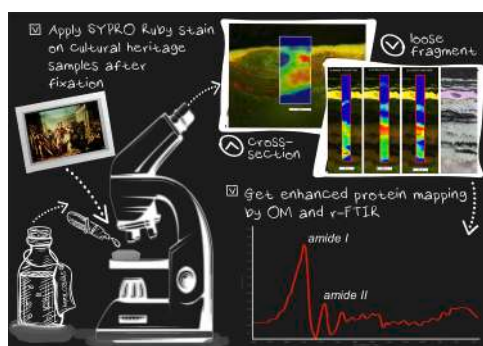 Apply SYPRO Ruby Stain
on cultural heritage
samples after
fixation
loose
fragment
cross-
section
Get enhanced protein mapping
by OM and r-FTIR
amide I
amide II